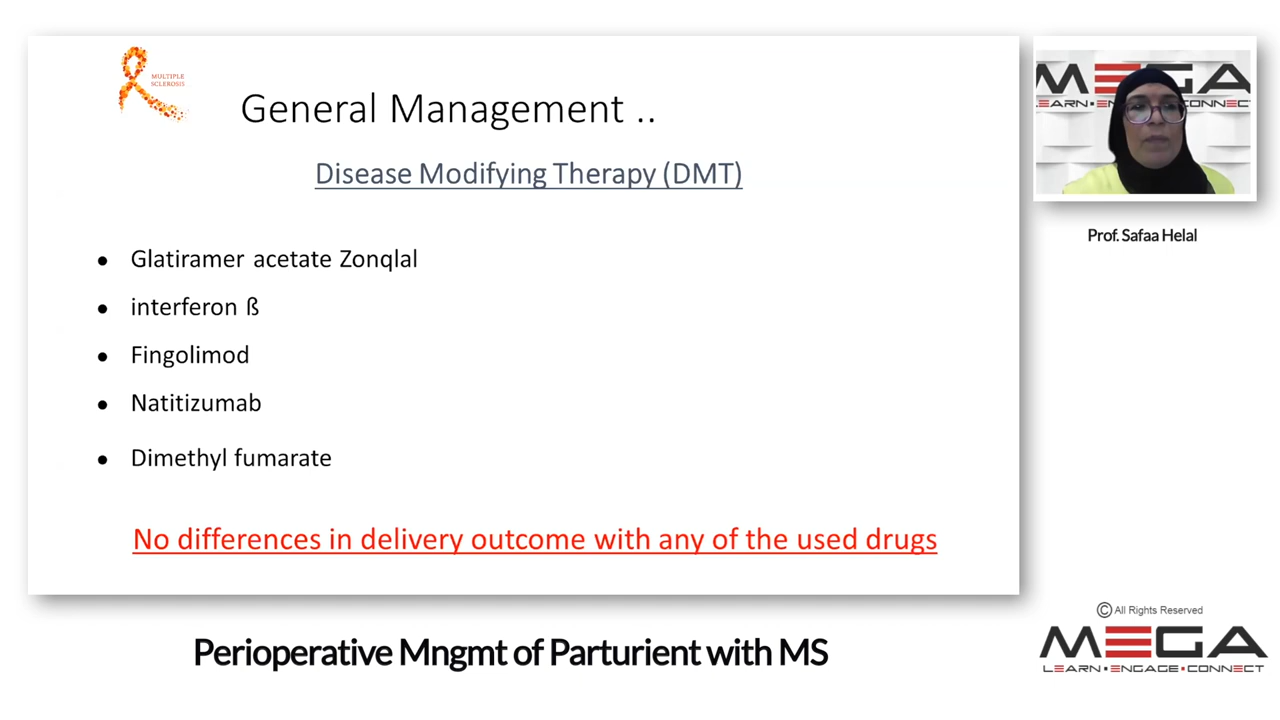 MULTIPLE
SCLEROSIS
General Management ..
Disease Modifying Therapy (DMT)
● Glatiramer acetate Zonqlal
● interferon ß
● Fingolimod
● Natitizumab
● Dimethyl fumarate
No differences in delivery outcome with any of the used drugs
MEGA
LEARN▪ENGAGE▪CONNECT
Prof. Safaa Helal
Perioperative Mngmt of Parturient with MS
© All Rights Reserved
MEGA
LEARN▪ENGAGE▪CONNECT